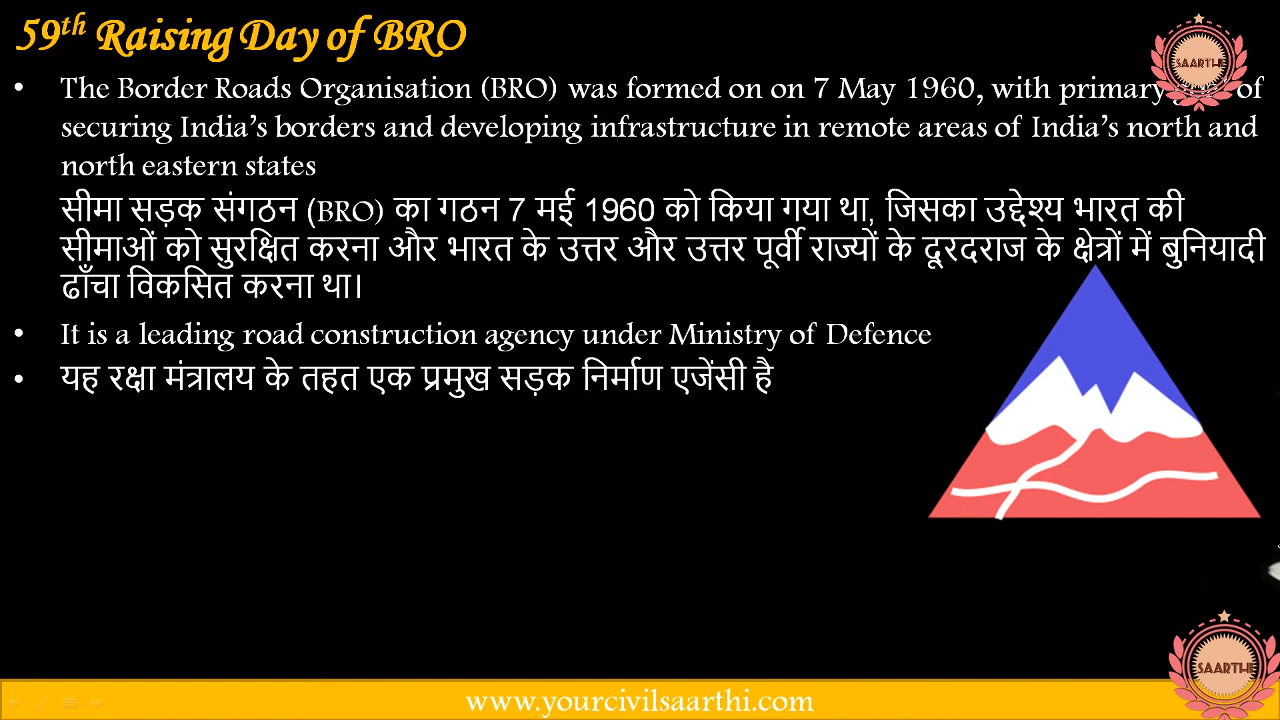 59th Raising Day of BRO
SAARTHI
• The Border Roads Organisation (BRO) was formed on on 7 May 1960, with primary of
securing India's borders and developing infrastructure in remote areas of India's north and
north eastern states
सीमा सड़क संगठन (BRO) का गठन 7 मई 1960 को किया गया था, जिसका उद्देश्य भारत की
सीमाओं को सुरक्षित करना और भारत के उत्तर और उत्तर पूर्वी राज्यों के दूरदराज के क्षेत्रों में बुनियादी
ढाँचा विकसित करना था।
• It is a leading road construction agency under Ministry of Defence
• यह रक्षा मंत्रालय के तहत एक प्रमुख सड़क निर्माण एजेंसी है
SAARTHI
www.yourcivilsaarthi.com